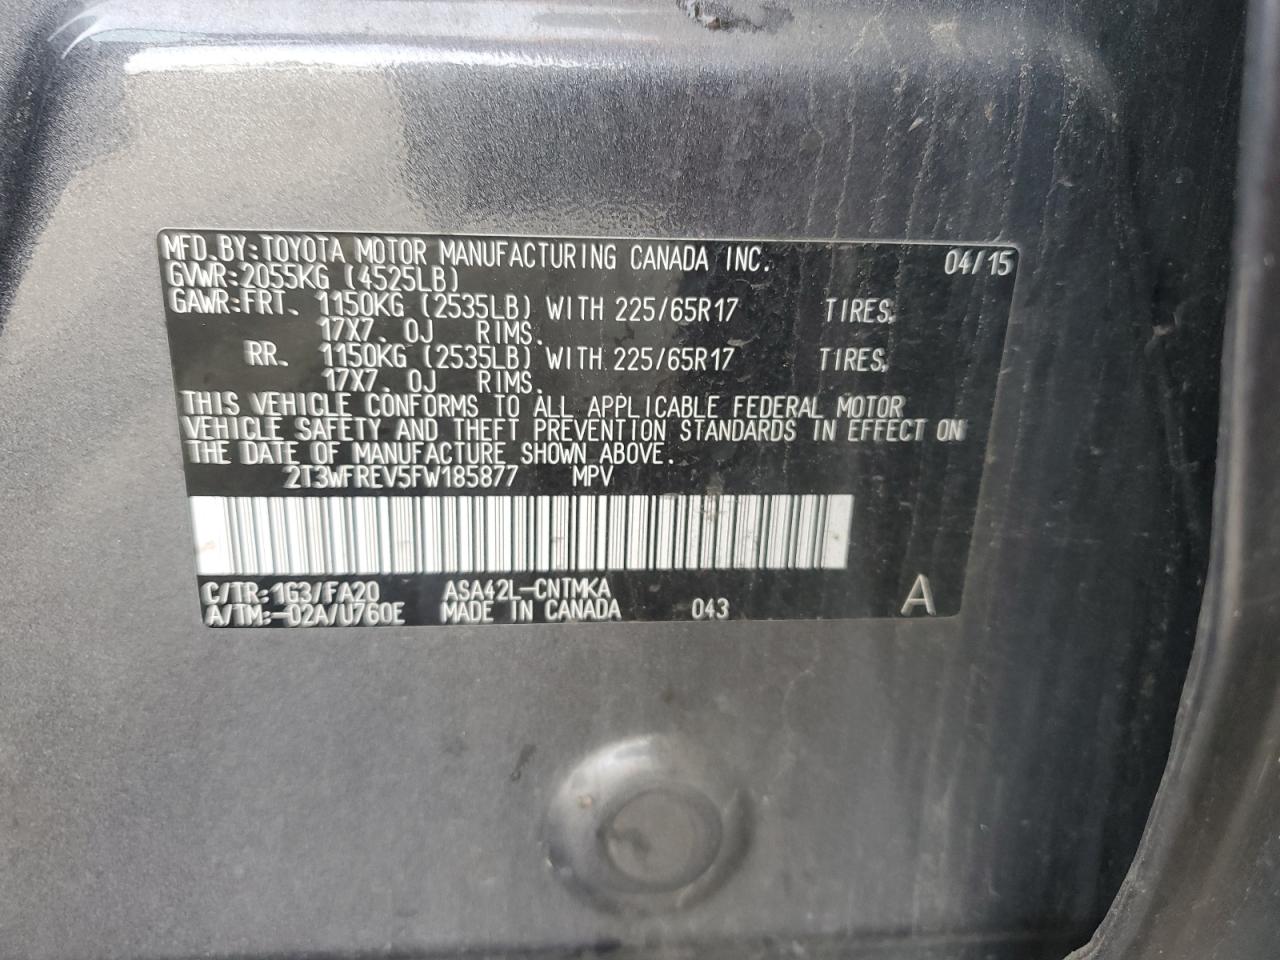 MFD.BY:TOYOTA MOTOR MANUFACTURING CANADA INC. 04/15
GVWR:2055KG (4525LB)
GAWR:FRT. 1150KG (2535LB) WITH 225/65R17 TIRES,
17X7.0J RIMS.
RR. 1150KG (2535LB) WITH 225/65R17 TIRES,
17X7.0J RIMS.
THIS VEHICLE CONFORMS TO ALL APPLICABLE FEDERAL MOTOR
VEHICLE SAFETY AND THEFT PREVENTION STANDARDS IN EFFECT ON
THE DATE OF MANUFACTURE SHOWN ABOVE.
2T3WFREV5FW185877 MPV
C/TR:1G3/FA20 ASA42L-CNTMKA
A/TM:-02A/U760E MADE IN CANADA 043 A